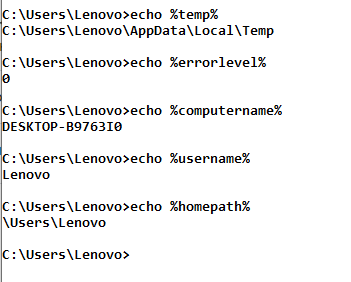 C:\Users\Lenovo>echo %temp%
C:\Users\Lenovo\AppData\Local\Temp
C:\Users\Lenovo>echo %errorlevel%
0
C:\Users\Lenovo>echo %computername%
DESKTOP-B9763I0
C:\Users\Lenovo>echo %username%
Lenovo
C:\Users\Lenovo>echo %homepath%
\Users\Lenovo
C:\Users\Lenovo>